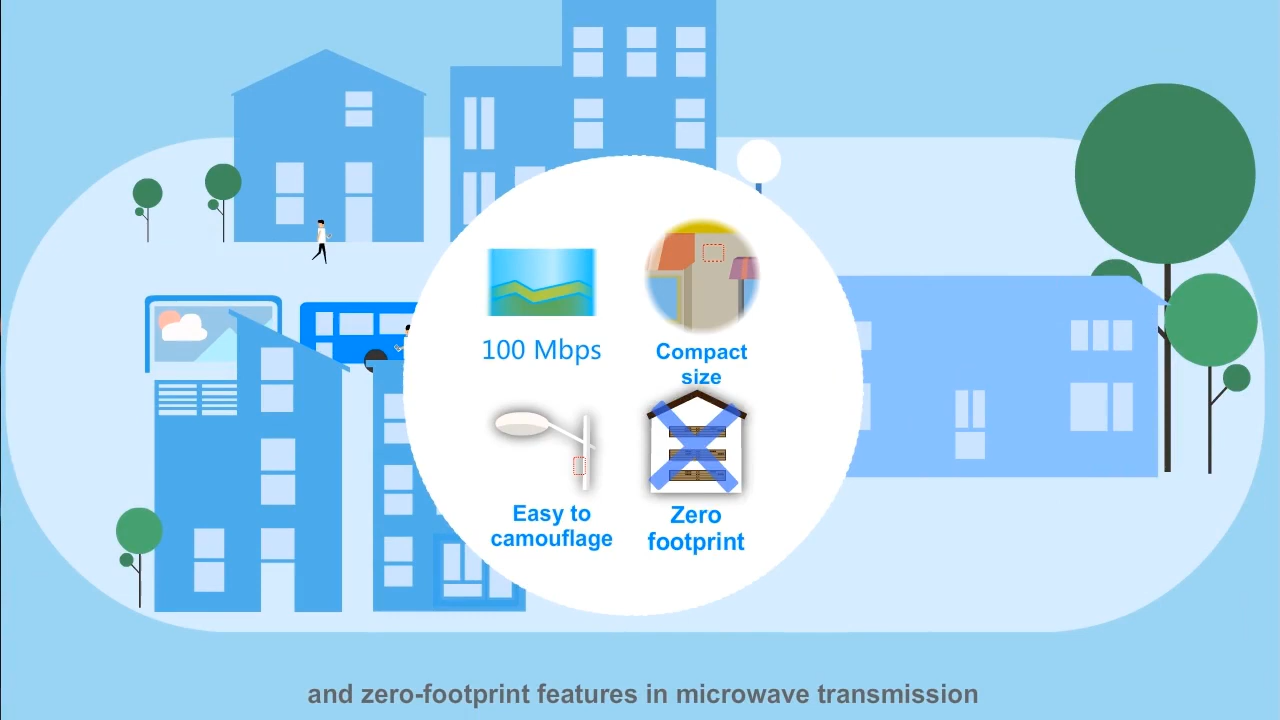 100 Mbps
Compact
size
Easy to
camouflage
Zero
footprint
and zero-footprint features in microwave transmission